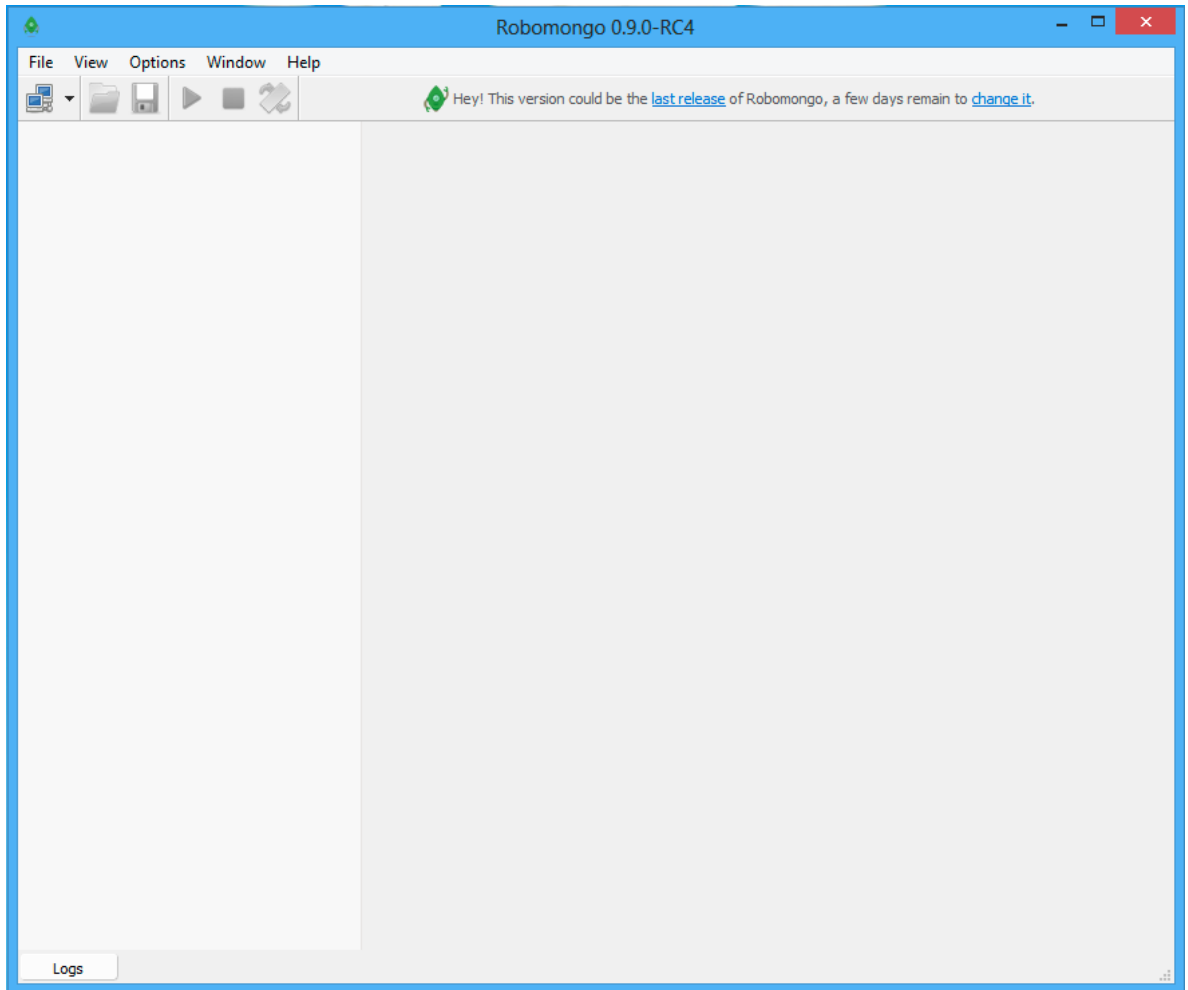 Robomongo 0.9.0-RC4
File View Options Window Help
Hey! This version could be the last release of Robomongo, a few days remain to change it.
Logs